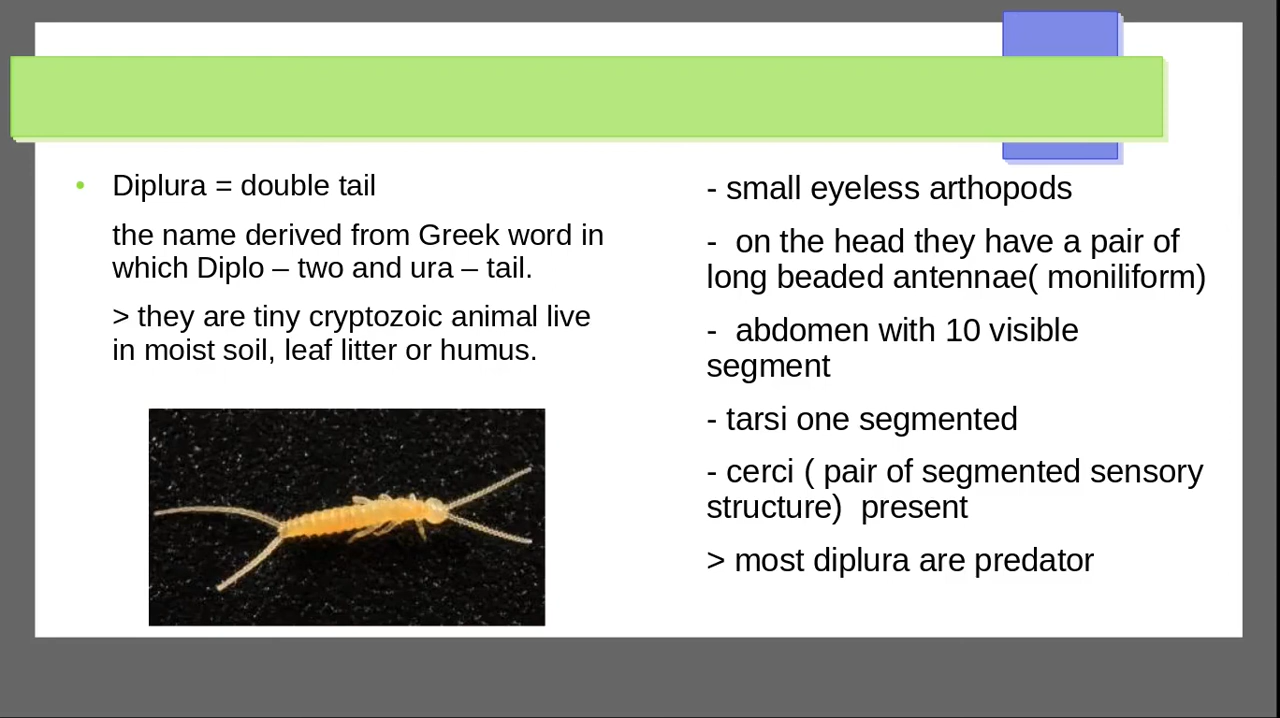 Diplura = double tail
the name derived from Greek word in
which Diplo – two and ura – tail.
> they are tiny cryptozoic animal live
in moist soil, leaf litter or humus.
- small eyeless arthopods
-  on the head they have a pair of
long beaded antennae( moniliform)
-  abdomen with 10 visible
segment
- tarsi one segmented
- cerci ( pair of segmented sensory
structure)  present
> most diplura are predator